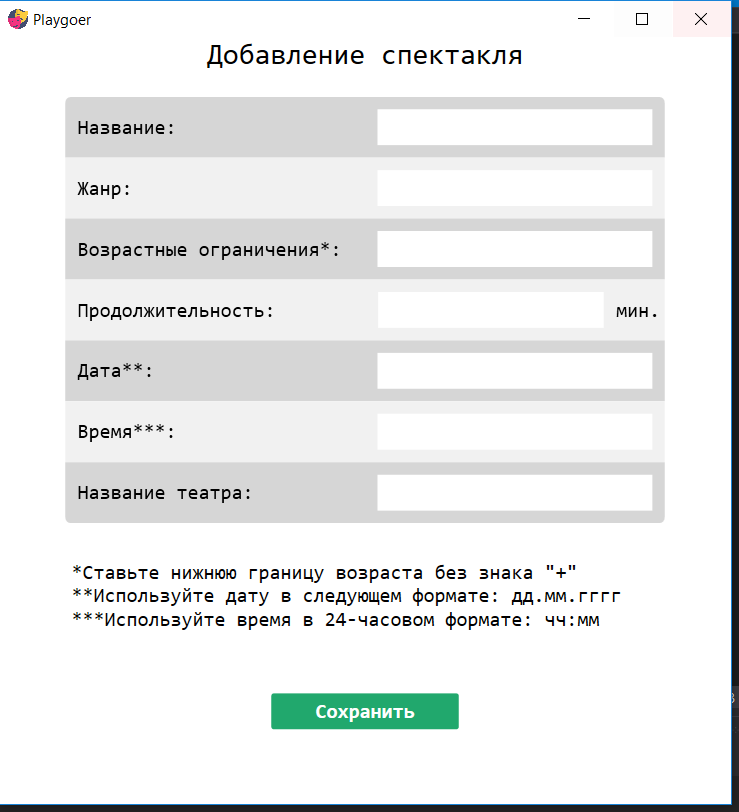 Playgoer
Добавление спектакля
Название:
Жанр:
Возрастные ограничения*:
Продолжительность: мин.
Дата**:
Время***:
Название театра:
*Ставьте нижнюю границу возраста без знака "+"
**Используйте дату в следующем формате: дд.мм.гггг
***Используйте время в 24-часовом формате: чч:мм
Сохранить